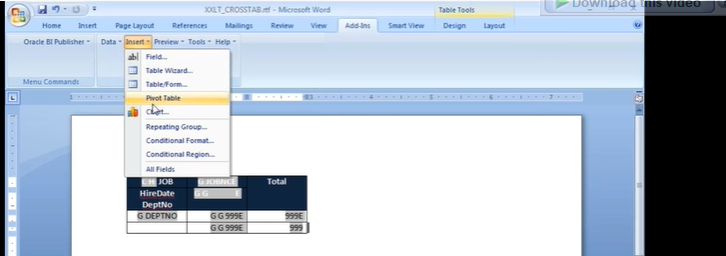 Download this video
XXLT_CROSSTAB.rtf - Microsoft Word
Table Tools
Home Insert Page Layout References Mailings Review View Add-Ins Smart View Design Layout
Oracle BI Publisher Data Insert Preview Tools Help
Field...
Table Wizard...
Table/Form...
Pivot Table
Repeating Group...
Conditional Format...
Conditional Region...
All Fields
Menu Commands
JOB Total
HireDate
DeptNo
G DEPTNO G G 999E 999E
G G 999E 999